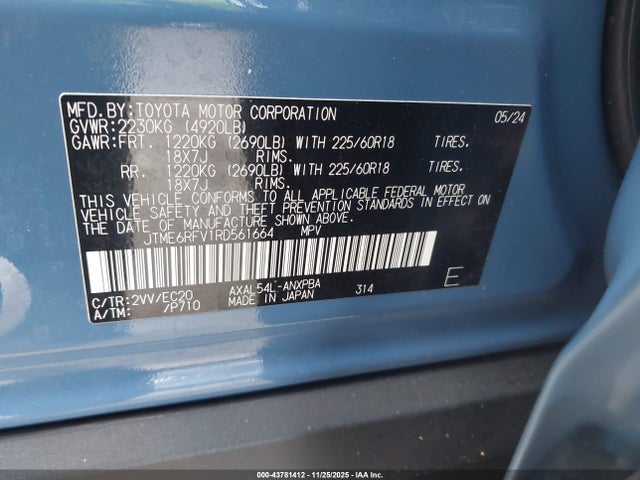 MFD.BY:TOYOTA MOTOR CORPORATION 05/24
GVWR:2230KG (4920LB)
GAWR:FRT. 1220KG (2690LB) WITH 225/60R18 TIRES.
18X7J RIMS.
RR. 1220KG (2690LB) WITH 225/60R18 TIRES.
18X7J RIMS.
THIS VEHICLE CONFORMS TO ALL APPLICABLE FEDERAL MOTOR
VEHICLE SAFETY AND THEFT PREVENTION STANDARDS IN EFFECT ON
THE DATE OF MANUFACTURE SHOWN ABOVE.
JTME6RFV1RD561664 MPV
C/TR:2VV/EC20 AXAL54L-ANXPBA 314 E
A/TM: /P710 MADE IN JAPAN
000-43781412 - 11/25/2025 - IAAI, Inc.